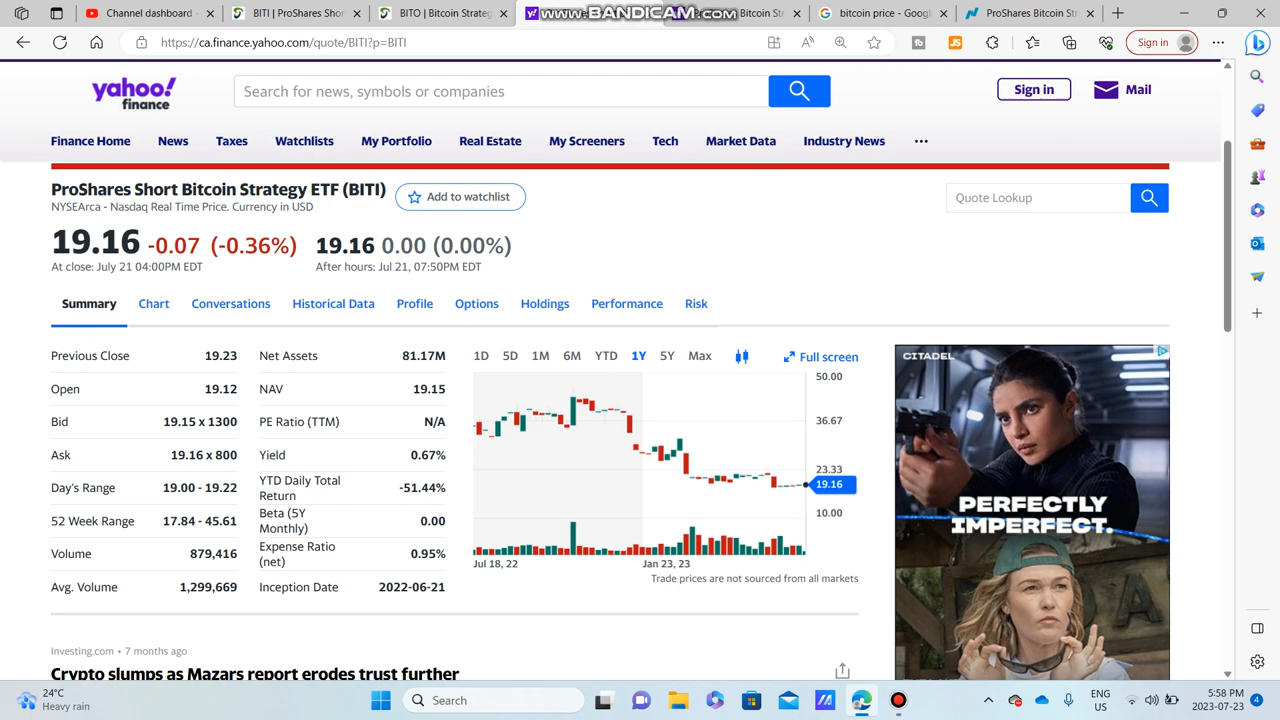 YouTube Channel dashboard
BITI | ProShares Shor
BITO | Bitcoin Strateg
www.BANDICAM.com
Bitcoin Stra
bitcoin price - Google
ProShares Bitcoin Stra
https://ca.finance.yahoo.com/quote/BITI?p=BITI
Sign in
yahoo!
finance
Search for news, symbols or companies
Sign in
Mail
Finance Home News Taxes Watchlists My Portfolio Real Estate My Screeners Tech Market Data Industry News ...
ProShares Short Bitcoin Strategy ETF (BITI)
Add to watchlist
Quote Lookup
NYSEArca - Nasdaq Real Time Price. Currency in USD
19.16 -0.07 (-0.36%) 19.16 0.00 (0.00%)
At close: July 21 04:00PM EDT After hours: Jul 21, 07:50PM EDT
Summary Chart Conversations Historical Data Profile Options Holdings Performance Risk
Previous Close 19.23
Open 19.12
Bid 19.15 x 1300
Ask 19.16 x 800
Day's Range 19.00 - 19.22
52 Week Range 17.84 - 45.61
Volume 879,416
Avg. Volume 1,299,669
Net Assets 81.17M
NAV 19.15
PE Ratio (TTM) N/A
Yield 0.67%
YTD Daily Total
Return -51.44%
Beta (5Y
Monthly) 0.00
Expense Ratio
(net) 0.95%
Inception Date 2022-06-21
1D 5D 1M 6M YTD 1Y 5Y Max Full screen
50.00
36.67
23.33
19.16
10.00
Jul 18, 22 Jan 23, 23
Trade prices are not sourced from all markets
CITADEL
PERFECTLY
IMPERFECT.
Investing.com • 7 months ago
Crypto slumps as Mazars report erodes trust further
24°C
Heavy rain
Search
ENG
US
5:58 PM
2023-07-23
4